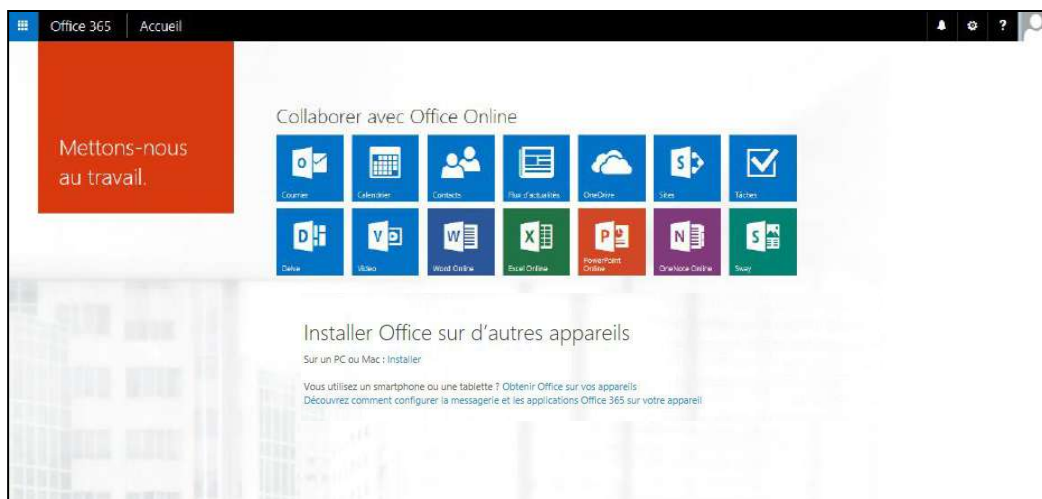 Office 365 Accueil ?
Mettons-nous
au travail.
Collaborer avec Office Online
Courrier Calendrier Contacts Flux d'actualités OneDrive Sites Tâches
Delve Vidéo Word Online Excel Online PowerPoint Online OneNote Online Sway
Installer Office sur d'autres appareils
Sur un PC ou Mac : Installer
Vous utilisez un smartphone ou une tablette ? Obtenir Office sur vos appareils
Découvrez comment configurer la messagerie et les applications Office 365 sur votre appareil